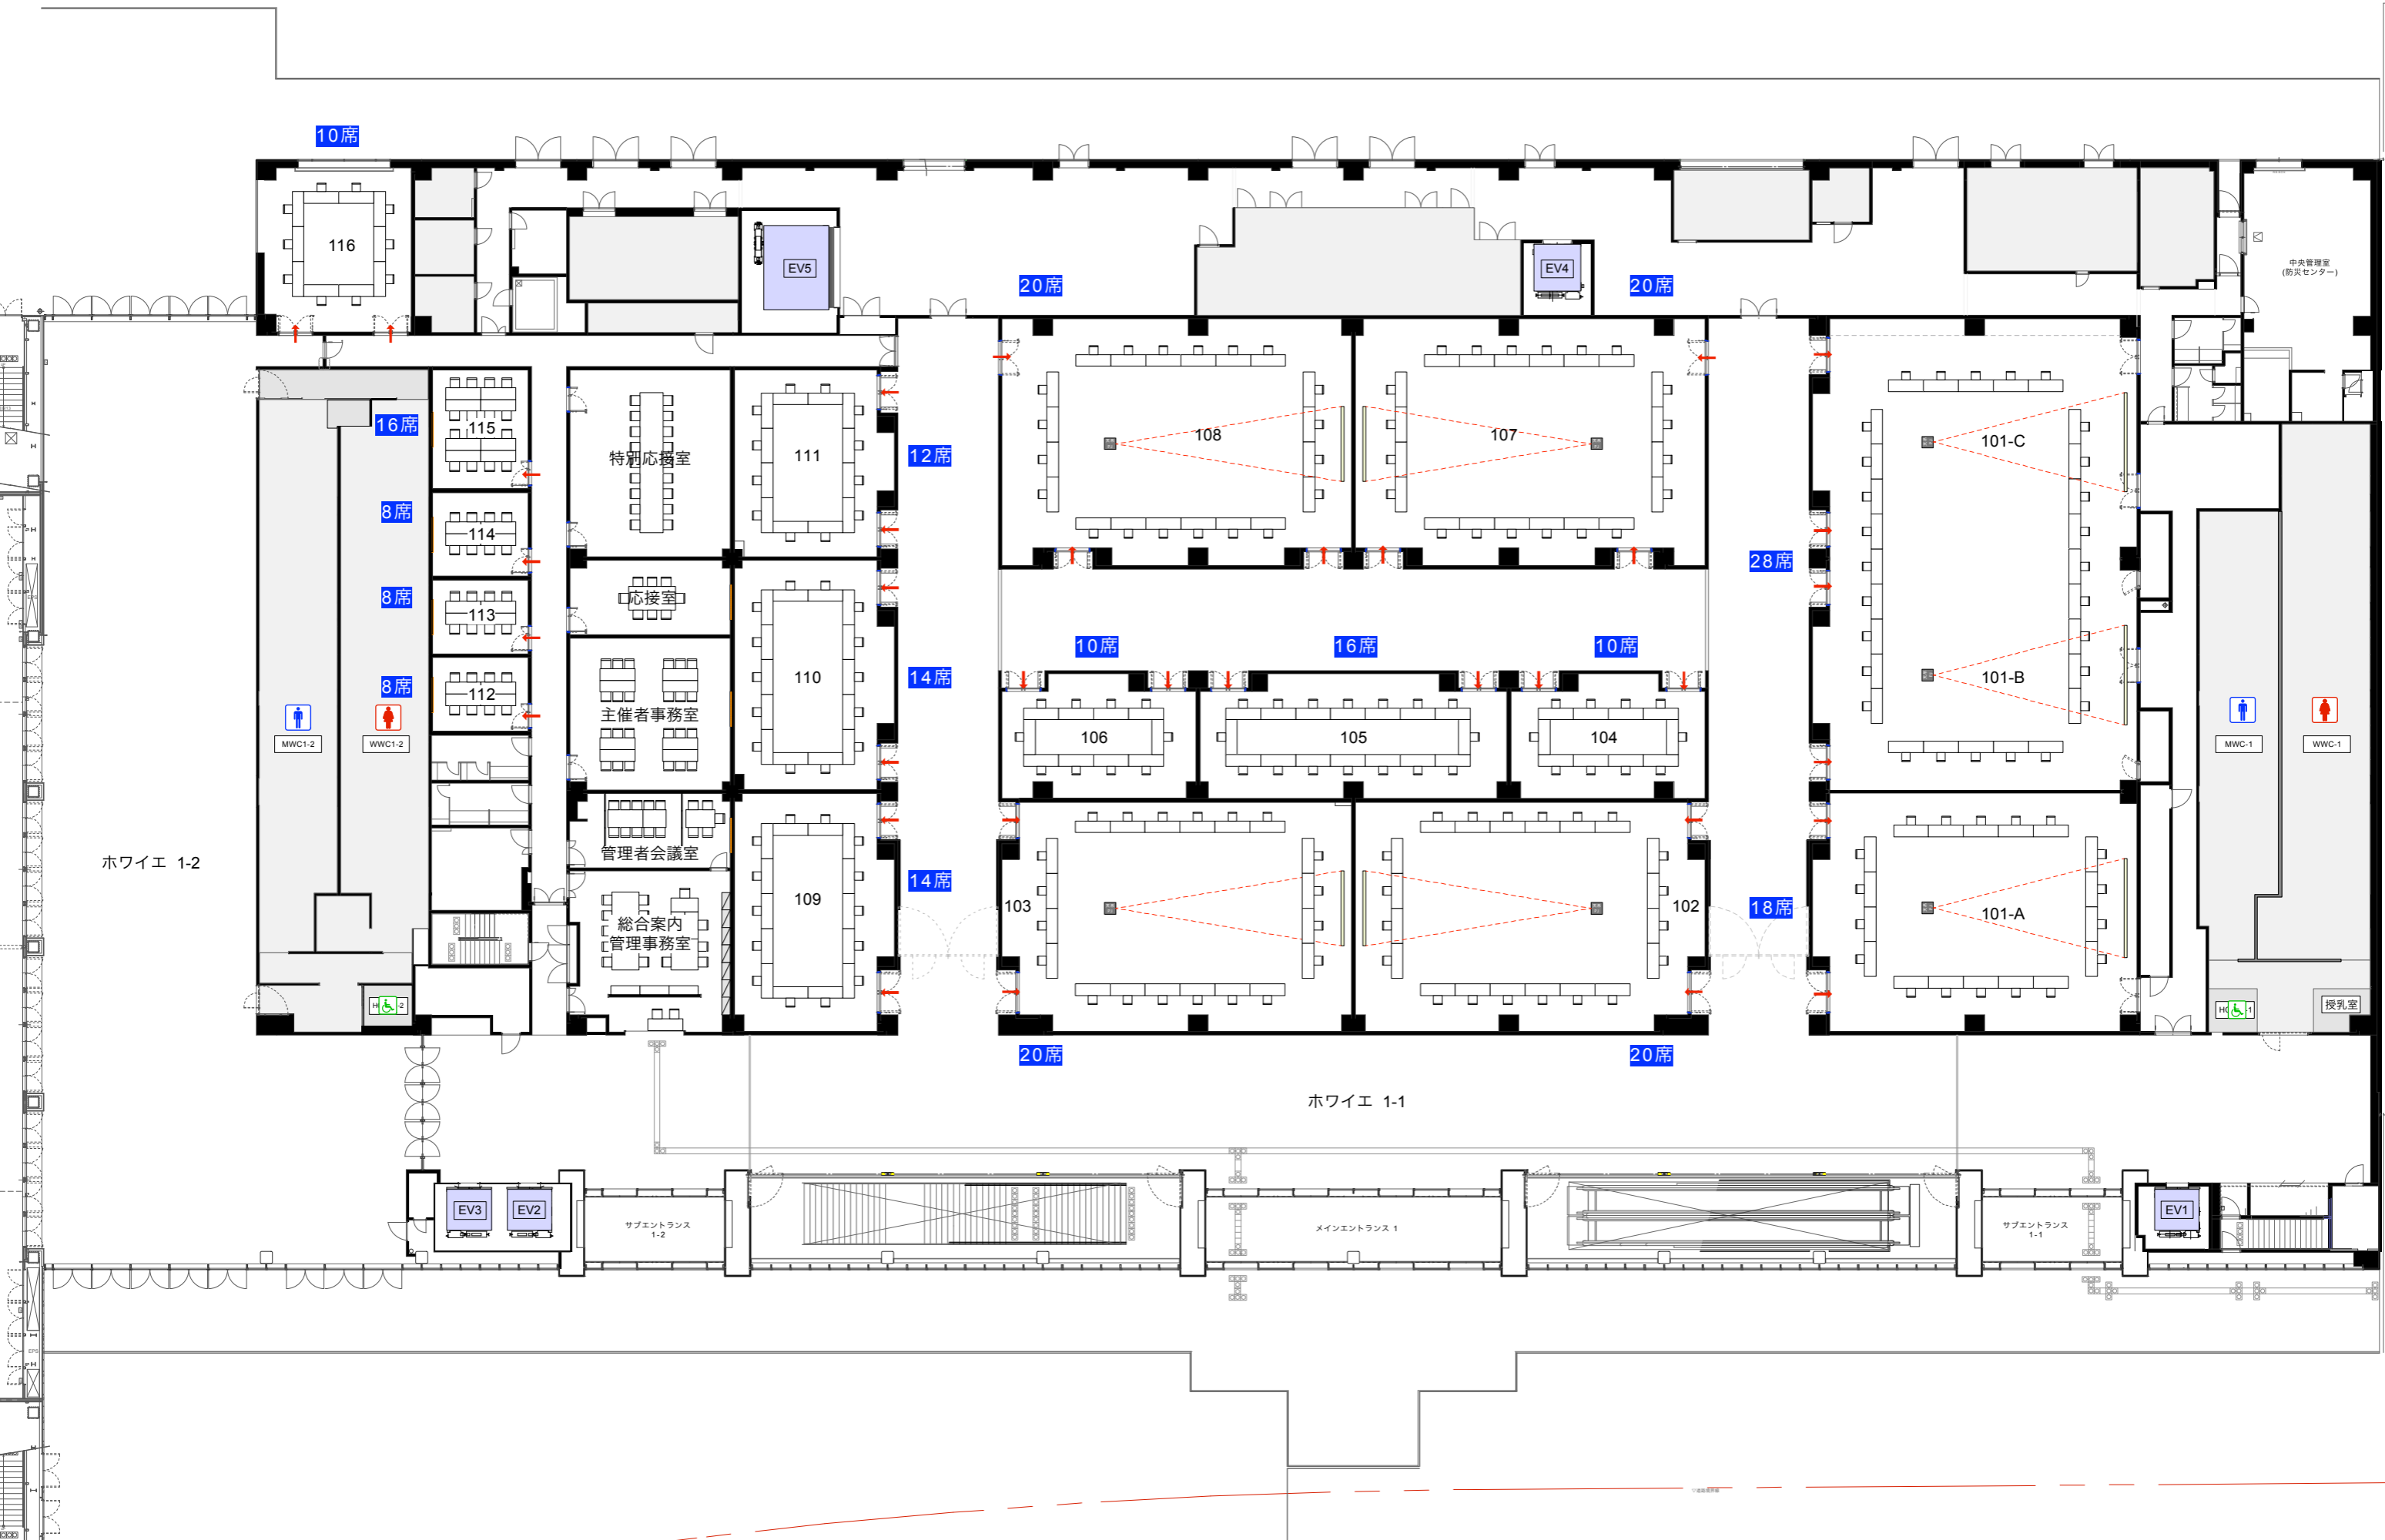 10席
116
EV5
20席
EV4
20席
中央管理室
(防災センター)
16席
115
特別応接室
111
12席
108
107
101-C
8席
114
28席
8席
113
応接室
10席
16席
10席
8席
112
110
14席
101-B
主催者事務室
106
105
104
MWC1-2
WWC1-2
MWC-1
WWC-1
管理者会議室
ホワイエ 1-2
14席
109
103
102
18席
101-A
総合案内
管理事務室
授乳室
20席
20席
ホワイエ 1-1
EV3
EV2
サブエントランス
1-2
メインエントランス 1
サブエントランス
1-1
EV1